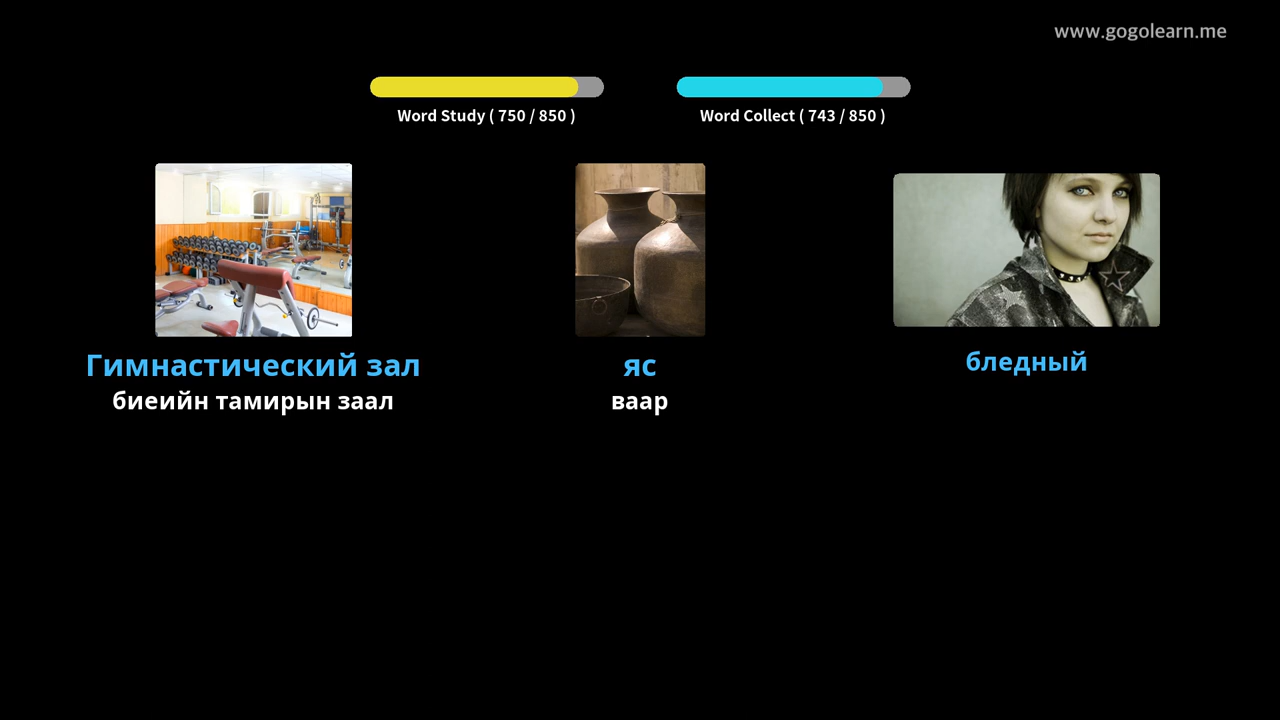 www.gogolearn.me
Word Study ( 750 / 850 )
Word Collect ( 743 / 850 )
Гимнастический зал
биеийн тамирын заал
яс
ваар
бледный